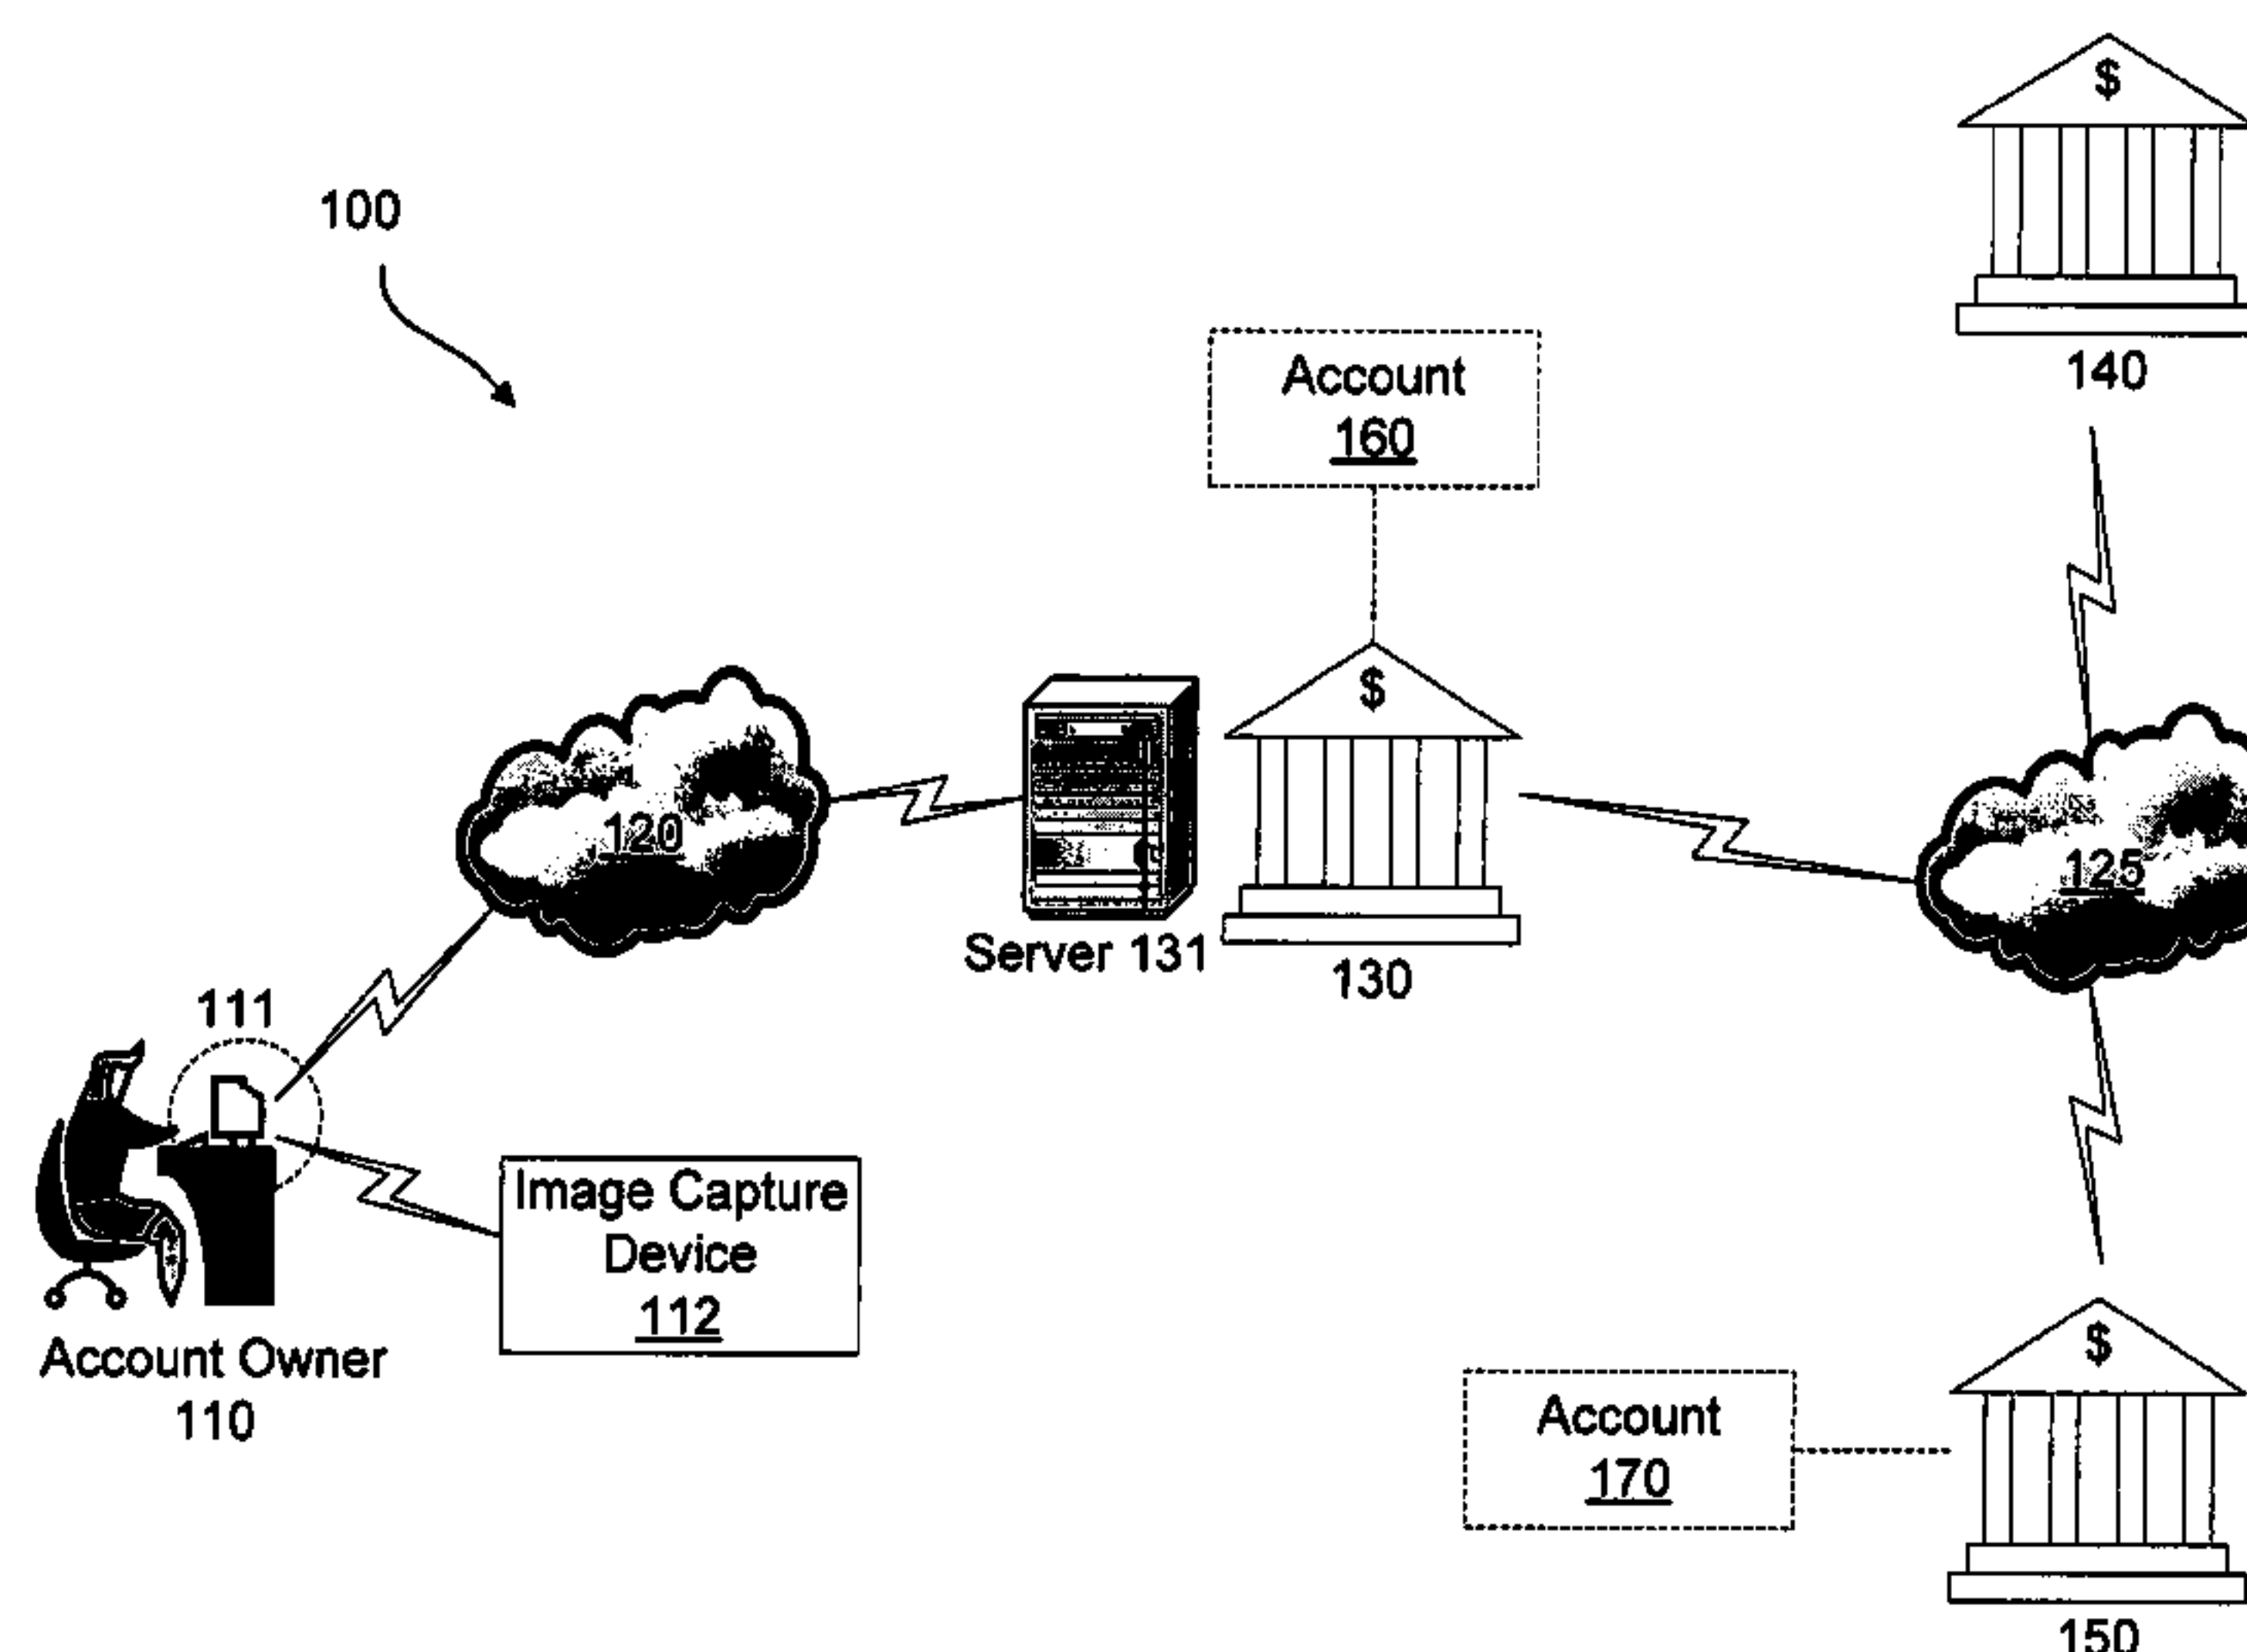 $
140
100
Account
160
$
120
Server 131
130
125
111
Image Capture
Device
112
Account Owner
110
$
Account
170
150